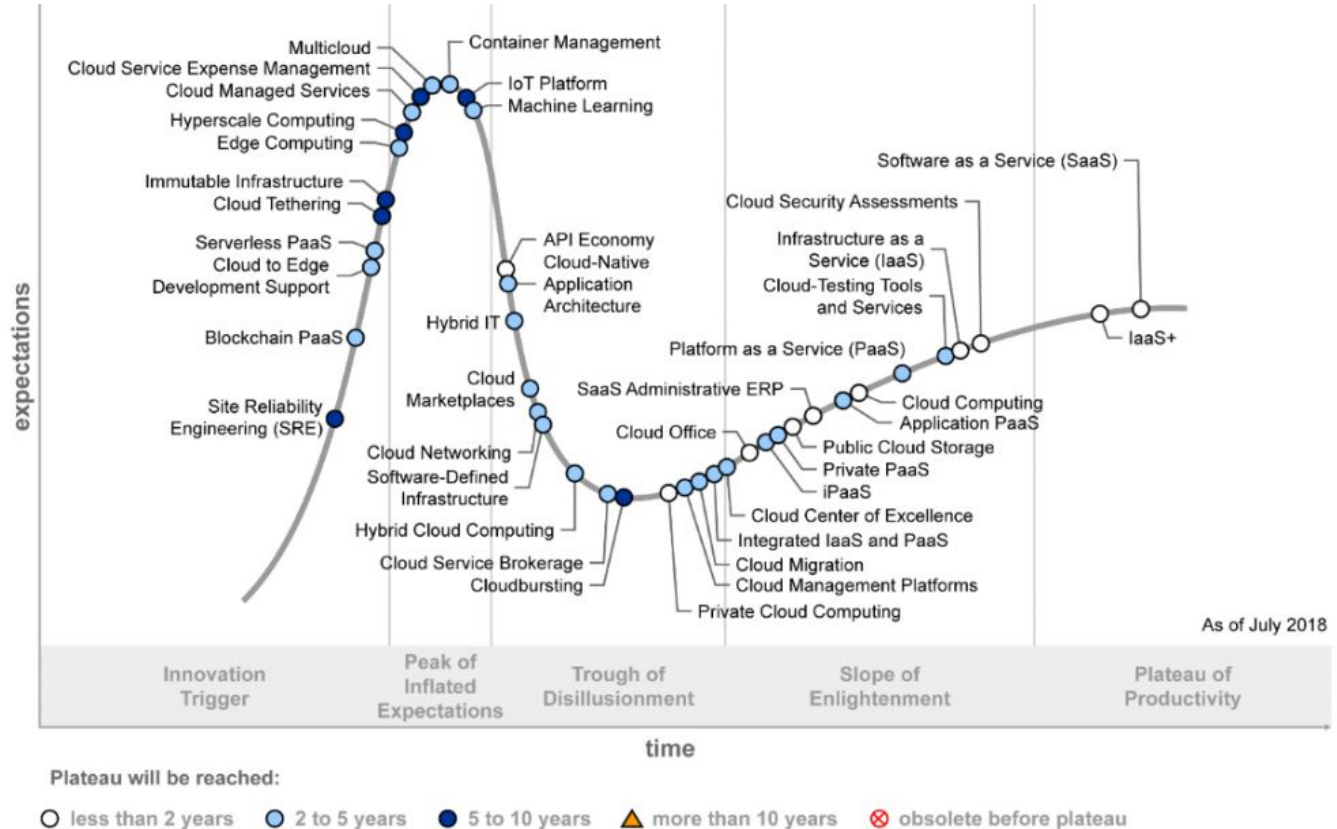 Multicloud
Container Management
Cloud Service Expense Management
IoT Platform
Cloud Managed Services
Machine Learning
Hyperscale Computing
Edge Computing
Immutable Infrastructure
Cloud Tethering
Serverless PaaS
Cloud to Edge
Development Support
Blockchain PaaS
Site Reliability
Engineering (SRE)
API Economy
Cloud-Native
Application
Architecture
Hybrid IT
Cloud
Marketplaces
Cloud Networking
Software-Defined
Infrastructure
Hybrid Cloud Computing
Cloud Service Brokerage
Cloudbursting
Software as a Service (SaaS)
Cloud Security Assessments
Infrastructure as a
Service (IaaS)
Cloud-Testing Tools
and Services
Platform as a Service (PaaS)
SaaS Administrative ERP
Cloud Office
IaaS+
Cloud Computing
Application PaaS
Public Cloud Storage
Private PaaS
iPaaS
Cloud Center of Excellence
Integrated IaaS and PaaS
Cloud Migration
Cloud Management Platforms
Private Cloud Computing
As of July 2018
expectations
Innovation
Trigger
Peak of
Inflated
Expectations
Trough of
Disillusionment
Slope of
Enlightenment
Plateau of
Productivity
time
Plateau will be reached:
less than 2 years
2 to 5 years
5 to 10 years
more than 10 years
obsolete before plateau